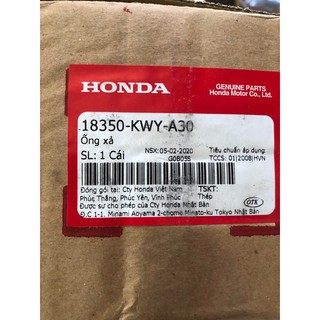 HONDA
GENUINE PARTS
Honda Motor Co., Ltd.
18350-KWY-A30
Ống xả
SL: 1 Cái
NSX: 05-02-2020
G0B05S
Tiêu chuẩn áp dụng
TCCS: 01|2008|HVN
Đóng gói tại: Cty Honda Việt Nam TSKT:
Phúc Thắng, Phúc Yên, Vĩnh Phúc Thép
Được sự cho phép của Cty Honda Nhật Bản
Đ.C 1-1, Minami Aoyama 2-chome Minato-ku Tokyo Nhật Bản
OTK